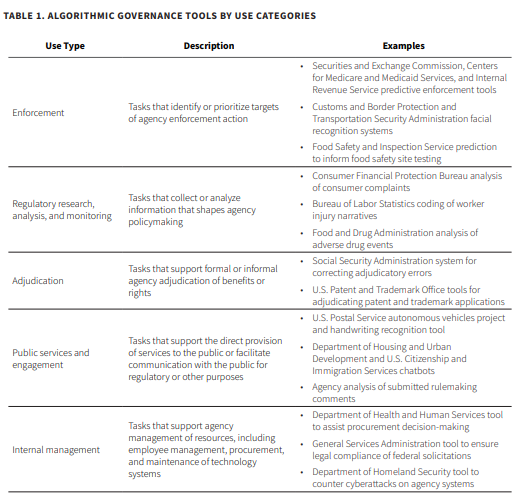 TABLE 1. ALGORITHMIC GOVERNANCE TOOLS BY USE CATEGORIES
Use Type
Description
Examples
Enforcement
Tasks that identify or prioritize targets
of agency enforcement action
• Securities and Exchange Commission, Centers
for Medicare and Medicaid Services, and Internal
Revenue Service predictive enforcement tools
• Customs and Border Protection and
Transportation Security Administration facial
recognition systems
• Food Safety and Inspection Service prediction
to inform food safety site testing
Regulatory research,
analysis, and monitoring
Tasks that collect or analyze
information that shapes agency
policymaking
• Consumer Financial Protection Bureau analysis
of consumer complaints
• Bureau of Labor Statistics coding of worker
injury narratives
• Food and Drug Administration analysis of
adverse drug events
Adjudication
Tasks that support formal or informal
agency adjudication of benefits or
rights
• Social Security Administration system for
correcting adjudicatory errors
• U.S. Patent and Trademark Office tools for
adjudicating patent and trademark applications
Public services and
engagement
Tasks that support the direct provision
of services to the public or facilitate
communication with the public for
regulatory or other purposes
• U.S. Postal Service autonomous vehicles project
and handwriting recognition tool
• Department of Housing and Urban
Development and U.S. Citizenship and
Immigration Services chatbots
• Agency analysis of submitted rulemaking
comments
Internal management
Tasks that support agency
management of resources, including
employee management, procurement,
and maintenance of technology
systems
• Department of Health and Human Services tool
to assist procurement decision-making
• General Services Administration tool to ensure
legal compliance of federal solicitations
• Department of Homeland Security tool to
counter cyberattacks on agency systems